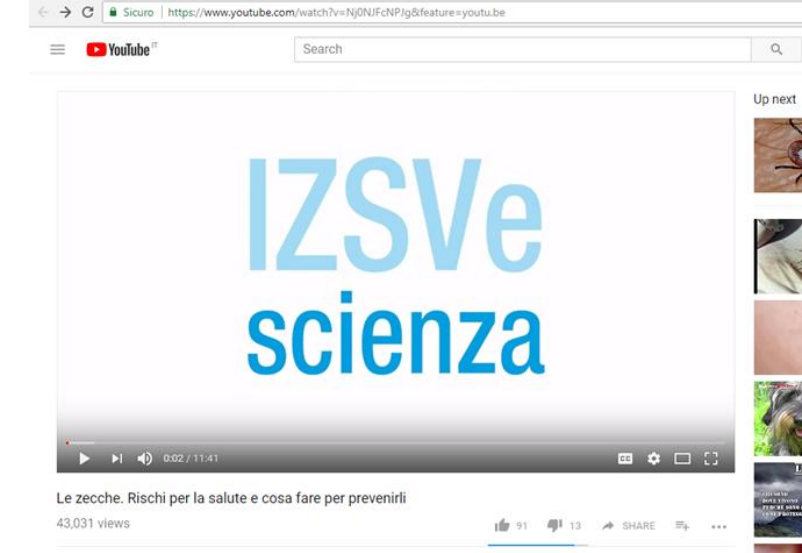 Sicuro https://www.youtube.com/watch?v=Nj0NJFcNPJg&feature=youtu.be
YouTube IT
Search
Up next
IZSVe
scienza
0:02 / 11:41
CC
Le zecche. Rischi per la salute e cosa fare per prevenirli
43,031 views
91 13 SHARE